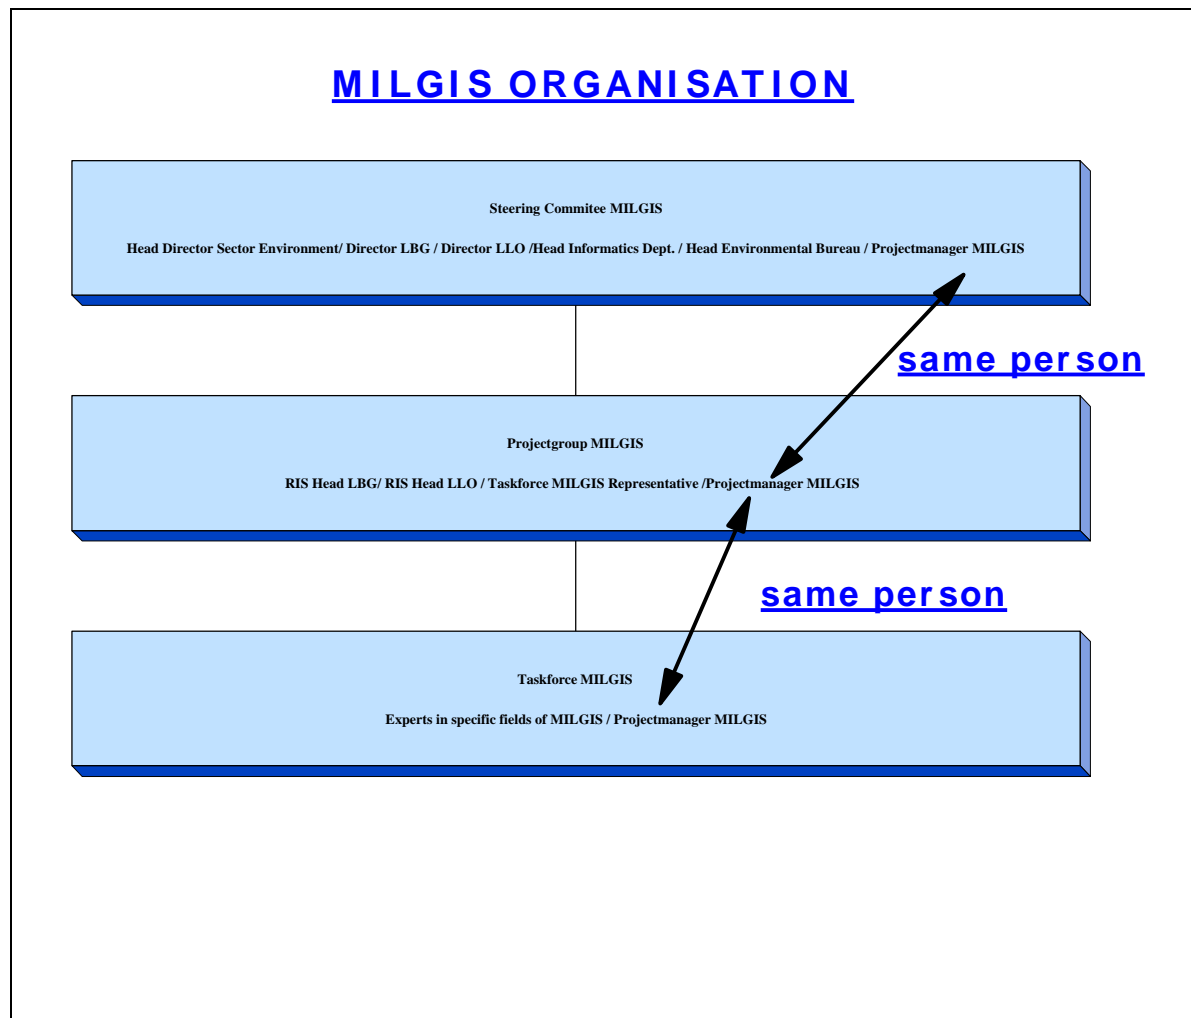 MILGIS ORGANISATION
Steering Commitee MILGIS
Head Director Sector Environment/ Director LBG / Director LLO /Head Informatics Dept. / Head Environmental Bureau / Projectmanager MILGIS
same person
Projectgroup MILGIS
RIS Head LBG/ RIS Head LLO / Taskforce MILGIS Representative /Projectmanager MILGIS
same person
Taskforce MILGIS
Experts in specific fields of MILGIS / Projectmanager MILGIS